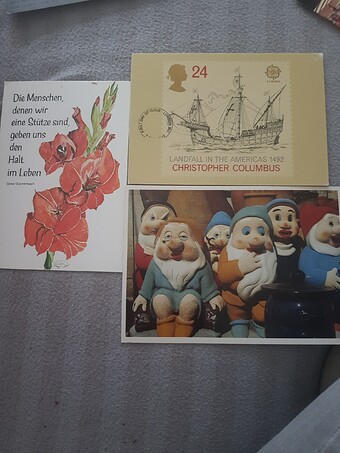 Die Menschen,
denen wir
eine Stütze sind,
geben uns
den
Halt
im Leben
24
EUROPA
LANDFALL IN THE AMERICAS 1492
CHRISTOPHER COLUMBUS